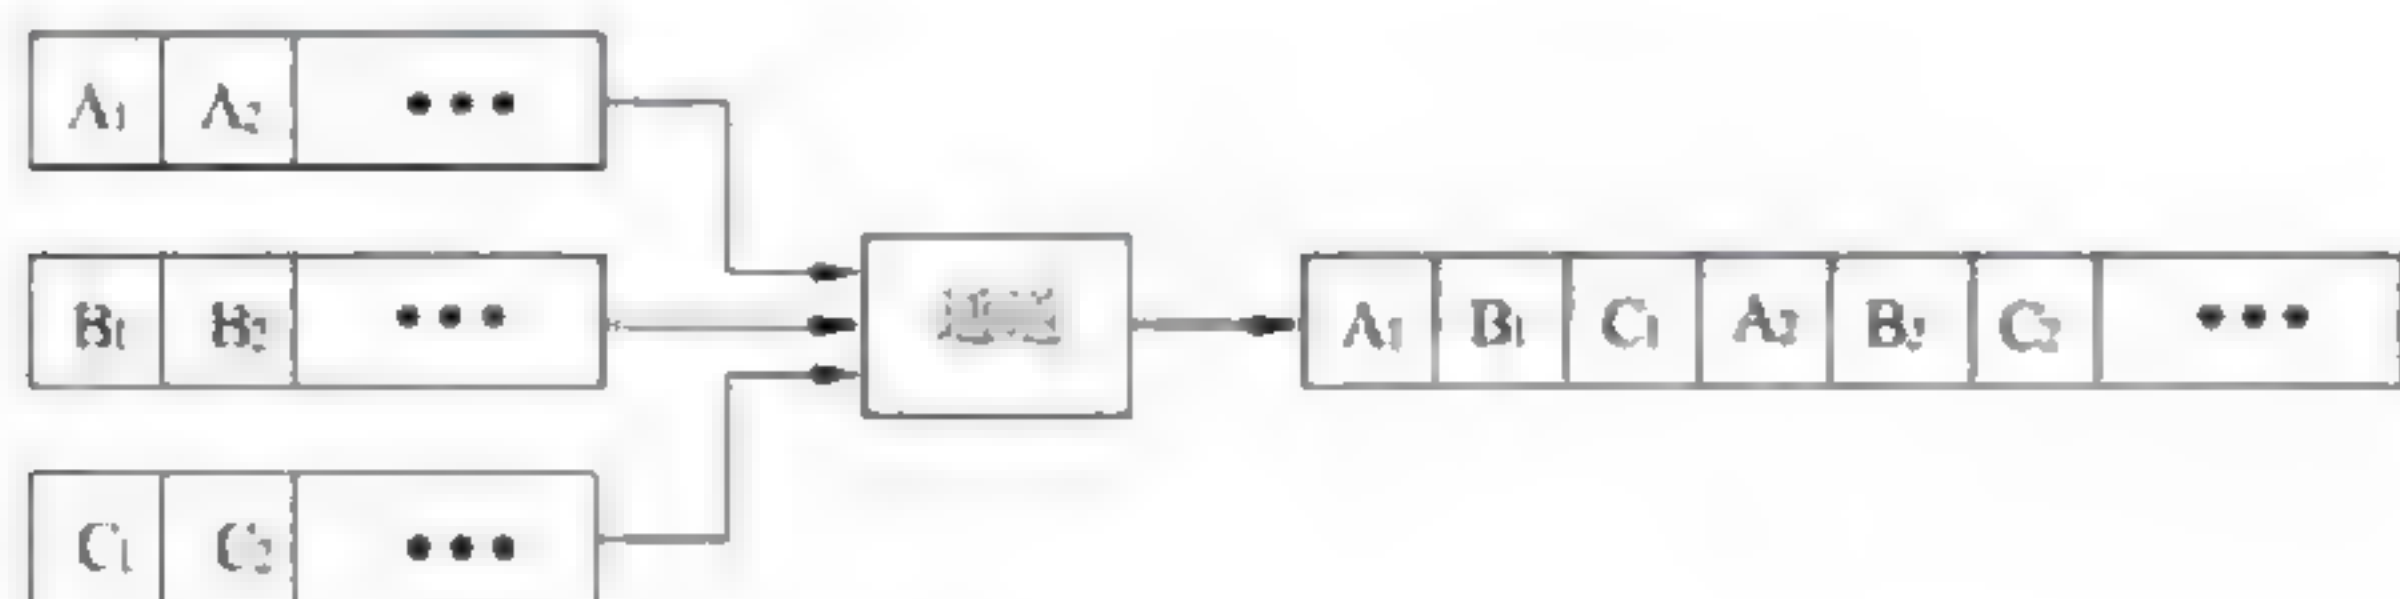 A1 A2 •••
B1 B2 •••
A1 B1 C1 A2 B2 C2 •••
C1 C2 •••